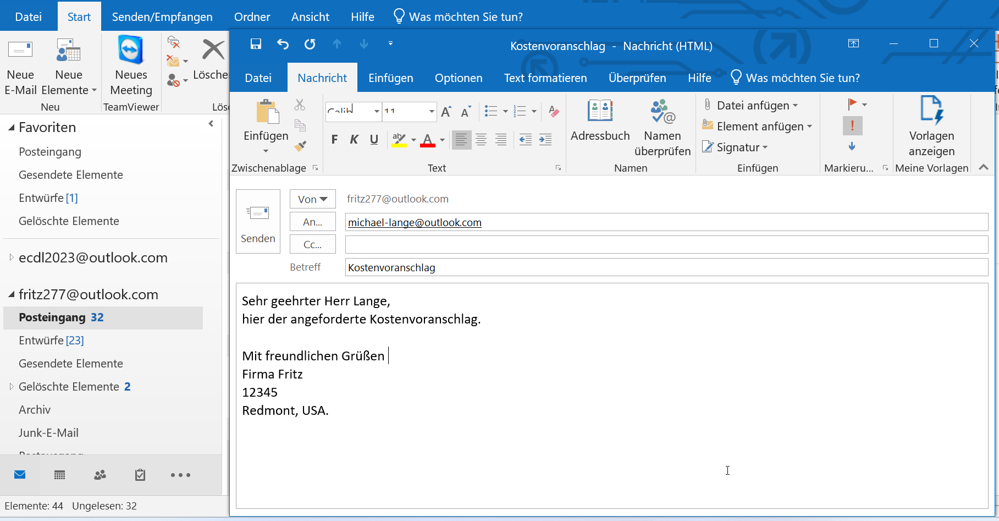 Datei Start Senden/Empfangen Ordner Ansicht Hilfe Was möchten Sie tun?
Neue E-Mail
Neue Elemente
Neu
Neues Meeting
TeamViewer
Lösche
Lös
Favoriten
Posteingang
Gesendete Elemente
Entwürfe [1]
Gelöschte Elemente
ecdl2023@outlook.com
fritz277@outlook.com
Posteingang 32
Entwürfe [23]
Gesendete Elemente
Gelöschte Elemente 2
Archiv
Junk-E-Mail
Elemente: 44 Ungelesen: 32
Kostenvoranschlag - Nachricht (HTML)
Datei Nachricht Einfügen Optionen Text formatieren Überprüfen Hilfe Was möchten Sie tun?
Einfügen
Zwischenablage
Calib 11 A A
F K U ab A
Text
Adressbuch
Namen überprüfen
Namen
Datei anfügen
Element anfügen
Signatur
Einfügen
Markieru...
Vorlagen anzeigen
Meine Vorlagen
Senden
Von fritz277@outlook.com
An... michael-lange@outlook.com
Cc...
Betreff Kostenvoranschlag
Sehr geehrter Herr Lange,
hier der angeforderte Kostenvoranschlag.
Mit freundlichen Grüßen
Firma Fritz
12345
Redmont, USA.